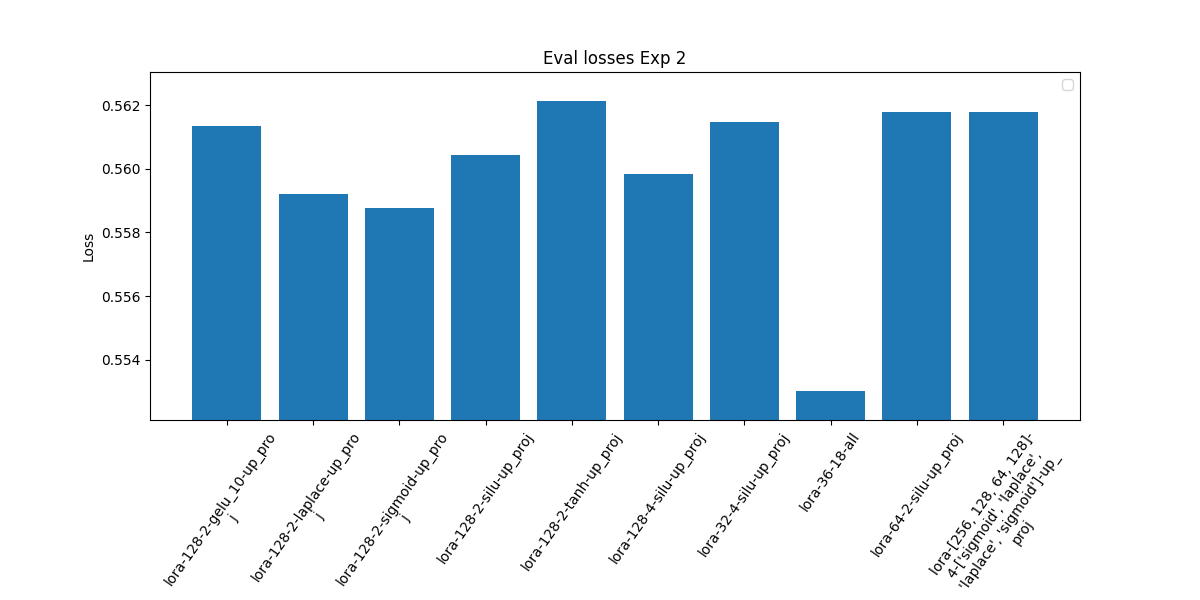 Eval losses Exp 2
Loss
0.562
0.560
0.558
0.556
0.554
lora-128-2-gelu_10-up_pro
j
lora-128-2-laplace-up_pro
j
lora-128-2-sigmoid-up_pro
j
lora-128-2-silu-up_proj
lora-128-2-tanh-up_proj
lora-128-4-silu-up_proj
lora-32-4-silu-up_proj
lora-36-18-all
lora-64-2-silu-up_proj
lora-[256, 128, 64, 128]-
4-['sigmoid', 'laplace',
'laplace', 'sigmoid']-up_
proj